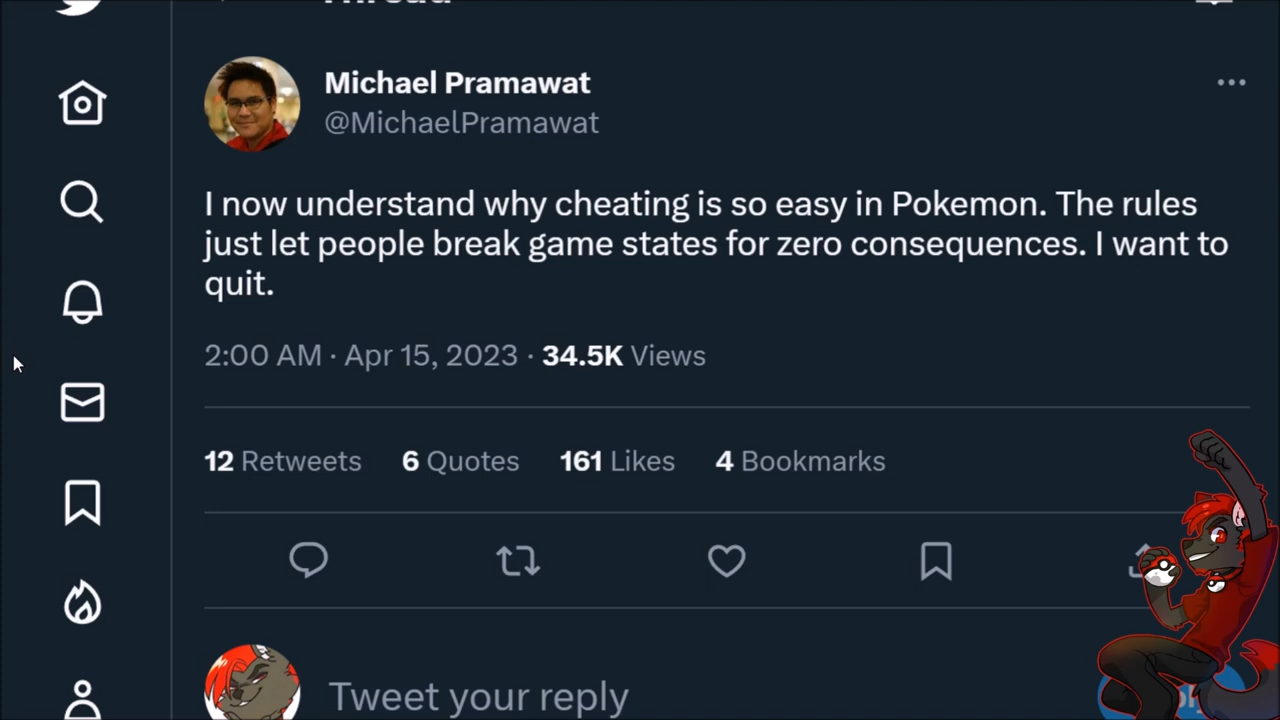 Thread
Michael Pramawat
@MichaelPramawat
I now understand why cheating is so easy in Pokemon. The rules
just let people break game states for zero consequences. I want to
quit.
2:00 AM · Apr 15, 2023 · 34.5K Views
12 Retweets 6 Quotes 161 Likes 4 Bookmarks
Tweet your reply